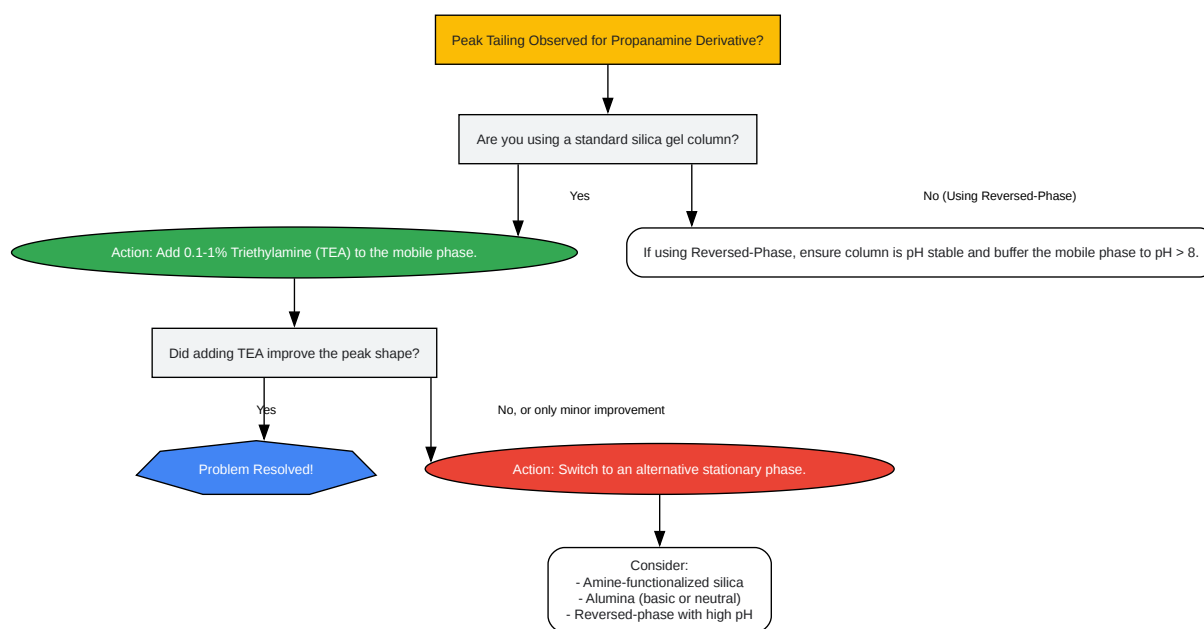 Peak Tailing Observed for Propanamine Derivative?
Are you using a standard silica gel column?
Yes
No (Using Reversed-Phase)
Action: Add 0.1-1% Triethylamine (TEA) to the mobile phase.
If using Reversed-Phase, ensure column is pH stable and buffer the mobile phase to pH > 8.
Did adding TEA improve the peak shape?
Yes
No, or only minor improvement
Problem Resolved!
Action: Switch to an alternative stationary phase.
Consider:
- Amine-functionalized silica
- Alumina (basic or neutral)
- Reversed-phase with high pH